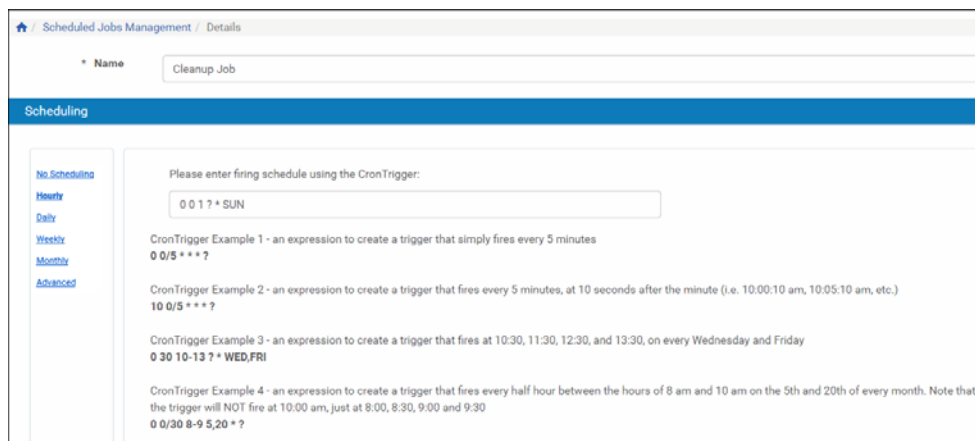 / Scheduled Jobs Management / Details
* Name
Cleanup Job
Scheduling
No Scheduling
Hourly
Daily
Weekly
Monthly
Advanced
Please enter firing schedule using the CronTrigger:
0 0 1 ? * SUN
CronTrigger Example 1 - an expression to create a trigger that simply fires every 5 minutes
0 0/5 * * * ?
CronTrigger Example 2 - an expression to create a trigger that fires every 5 minutes, at 10 seconds after the minute (i.e. 10:00:10 am, 10:05:10 am, etc.)
10 0/5 * * * ?
CronTrigger Example 3 - an expression to create a trigger that fires at 10:30, 11:30, 12:30, and 13:30, on every Wednesday and Friday
0 30 10-13 ? * WED,FRI
CronTrigger Example 4 - an expression to create a trigger that fires every half hour between the hours of 8 am and 10 am on the 5th and 20th of every month. Note that
the trigger will NOT fire at 10:00 am, just at 8:00, 8:30, 9:00 and 9:30
0 0/30 8-9 5,20 * ?